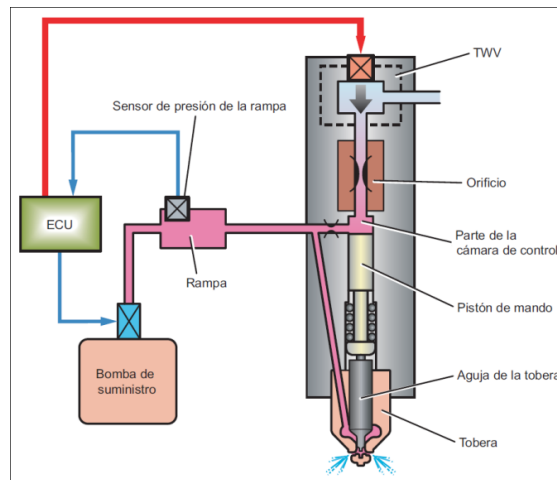 TWV
Sensor de presión de la rampa
Orificio
ECU
Parte de la
cámara de control
Rampa
Pistón de mando
Bomba de
suministro
Aguja de la tobera
Tobera